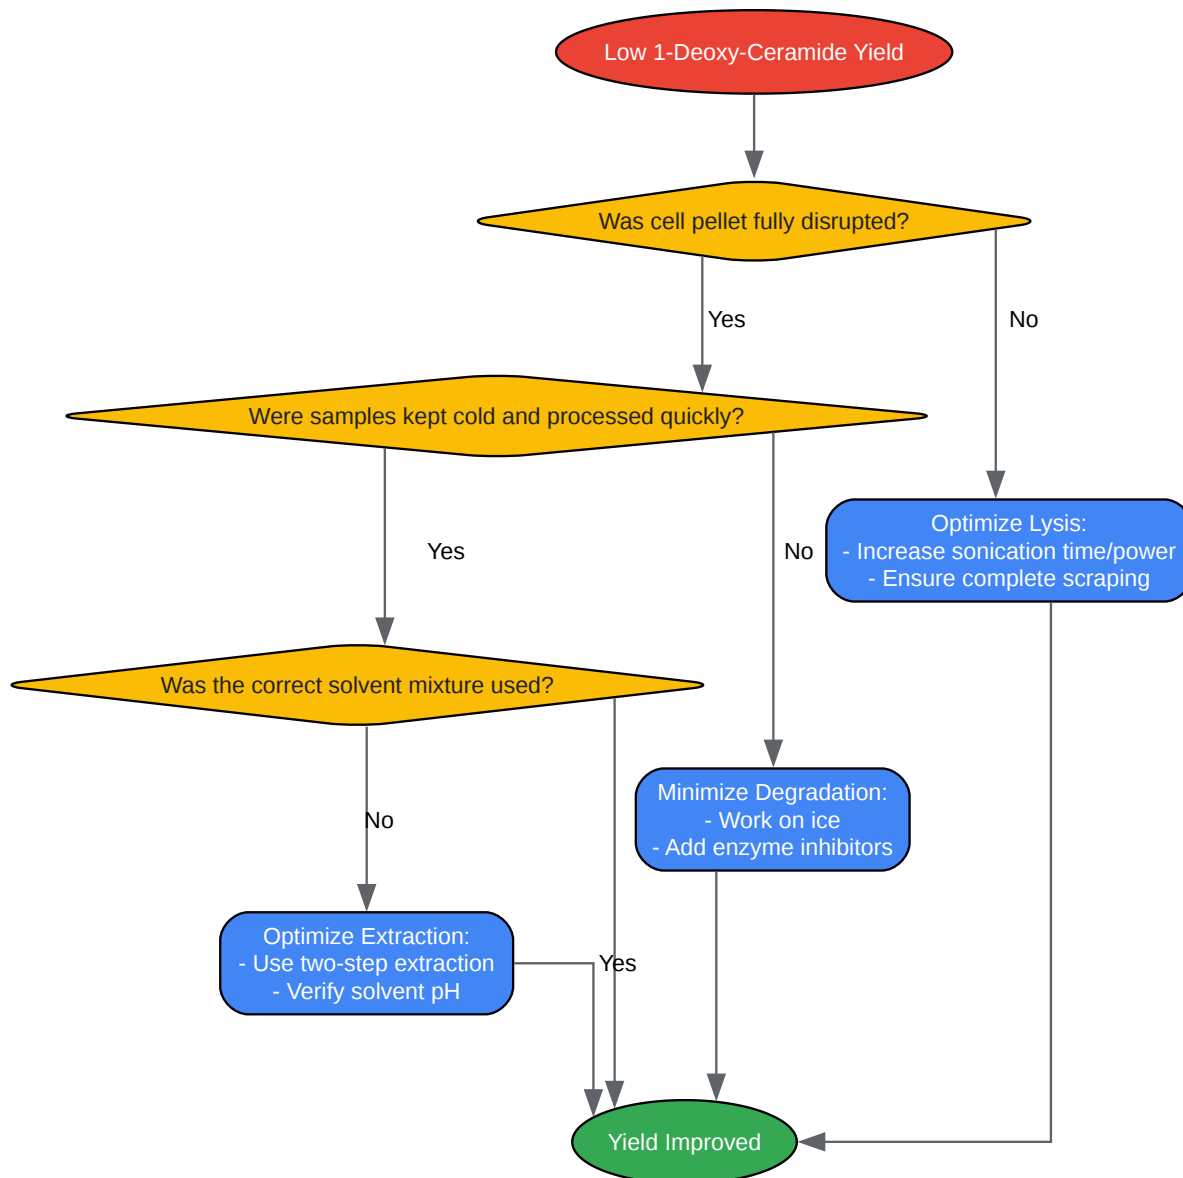 Low 1-Deoxy-Ceramide Yield
Was cell pellet fully disrupted?
Yes
No
Were samples kept cold and processed quickly?
Optimize Lysis:
- Increase sonication time/power
- Ensure complete scraping
Yes
No
Was the correct solvent mixture used?
Minimize Degradation:
- Work on ice
- Add enzyme inhibitors
No
Optimize Extraction:
- Use two-step extraction
- Verify solvent pH
Yes
Yield Improved